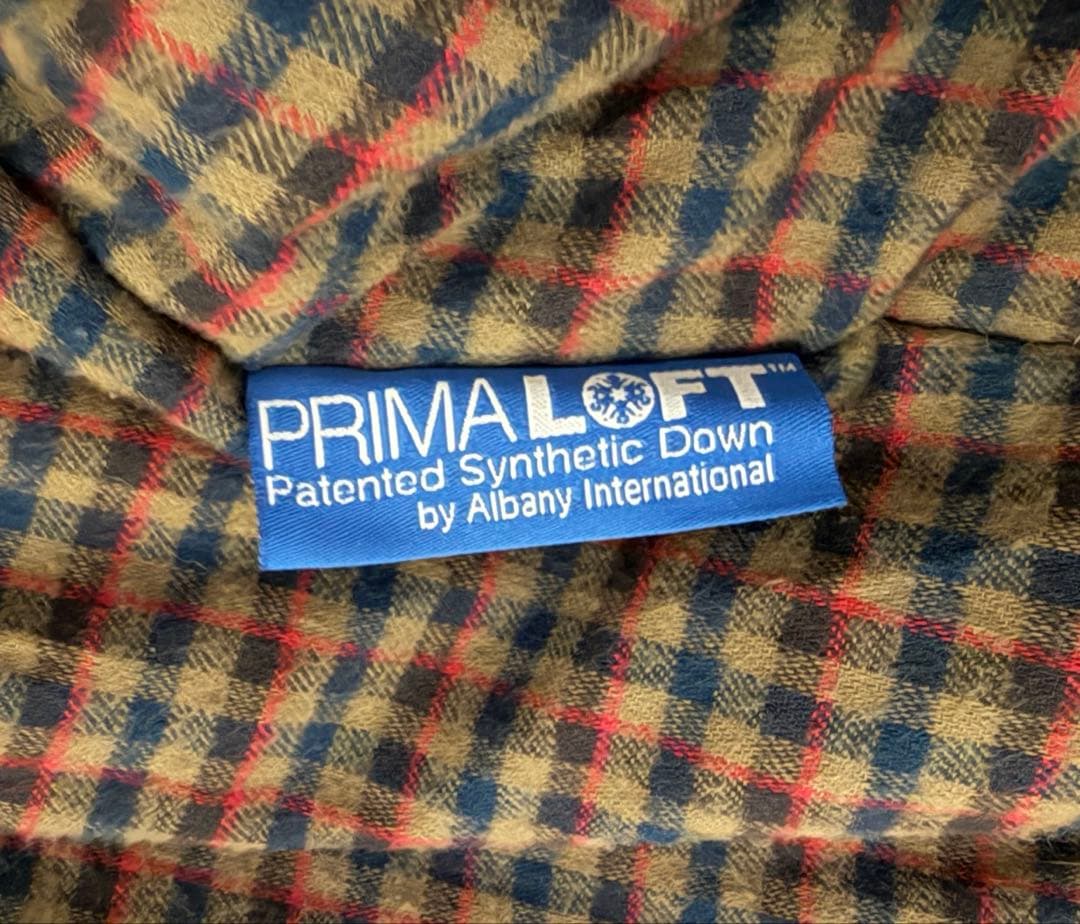 PRIMALOFT™
Patented Synthetic Down
by Albany International